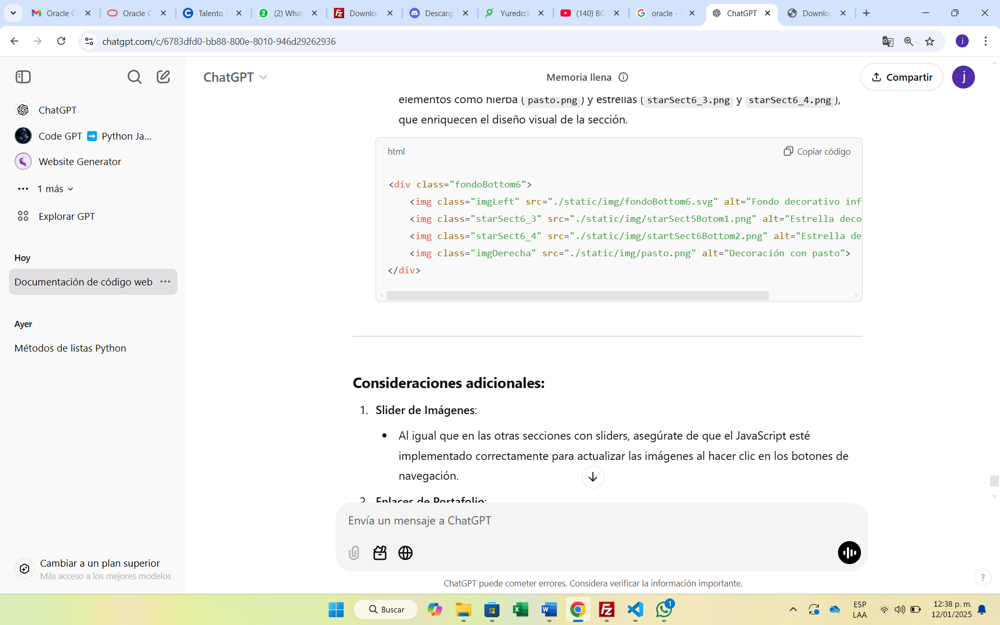 Oracle C
Oracle C
Talento T
(2) What
Downloa
Descarga
Yuredo:E
(140) BO
oracle -
ChatGPT
Downloa
chatgpt.com/c/6783dfd0-bb88-800e-8010-946d29262936
j
ChatGPT
Memoria llena
Compartir
j
ChatGPT
Code GPT ➡️ Python Ja...
Website Generator
1 más
Explorar GPT
Hoy
Documentación de código web
Ayer
Métodos de listas Python
Cambiar a un plan superior
Más acceso a los mejores modelos
elementos como hierba (pasto.png) y estrellas (starSect6_3.png y starSect6_4.png),
que enriquecen el diseño visual de la sección.
html
Copiar código
<div class="fondoBottom6">
<img class="imgLeft" src="./static/img/fondoBottom6.svg" alt="Fondo decorativo inf
<img class="starSect6_3" src="./static/img/starSect5Botom1.png" alt="Estrella deco
<img class="starSect6_4" src="./static/img/startSect6Bottom2.png" alt="Estrella de
<img class="imgDerecha" src="./static/img/pasto.png" alt="Decoración con pasto">
</div>
Consideraciones adicionales:
1. Slider de Imágenes:
• Al igual que en las otras secciones con sliders, asegúrate de que el JavaScript esté
implementado correctamente para actualizar las imágenes al hacer clic en los botones de
navegación.
2. Enlaces de Portafolio:
Envía un mensaje a ChatGPT
ChatGPT puede cometer errores. Considera verificar la información importante.
?
Buscar
1
ESP
LAA
12:38 p. m.
12/01/2025